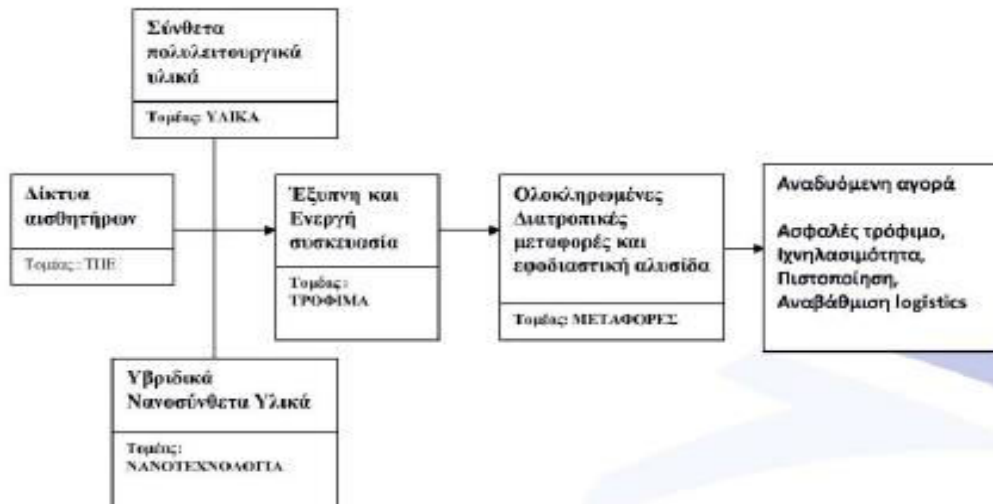 Σύνθετα
πολυλειτουργικά
υλικά
Τομέας: ΥΛΙΚΑ
Δίκτυα
αισθητήρων
Τομέας : ΤΠΕ
Έξυπνη και
Ενεργή
συσκευασία
Τομέας :
ΤΡΟΦΙΜΑ
Ολοκληρωμένες
Διατροπικές
μεταφορές και
εφοδιαστική αλυσίδα
Τομέας: ΜΕΤΑΦΟΡΕΣ
Αναδυόμενη αγορά
Ασφαλές τρόφιμο,
Ιχνηλασιμότητα,
Πιστοποίηση,
Αναβάθμιση logistics
Υβριδικά
Νανοσύνθετα Υλικά
Τομέας:
ΝΑΝΟΤΕΧΝΟΛΟΓΙΑ